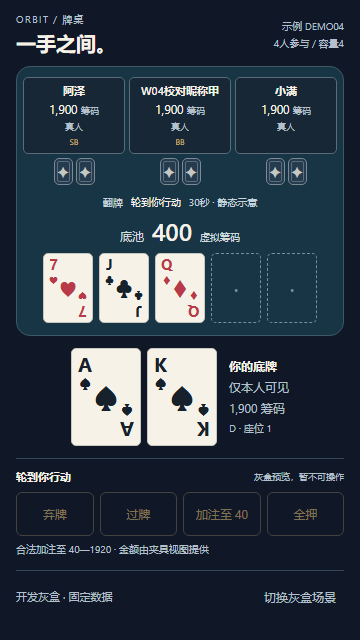 ORBIT / 牌桌
示例 DEMO04
一手之间。
4人参与 / 容量4
阿泽
1,900 筹码
真人
SB
W04校对昵称甲
1,900 筹码
真人
BB
小满
1,900 筹码
真人
翻牌 轮到你行动 30秒 · 静态示意
底池 400 虚拟筹码
7
7
J
J
Q
Q
A
A
K
K
你的底牌
仅本人可见
1,900 筹码
D · 座位 1
轮到你行动
灰盒预览，暂不可操作
弃牌
过牌
加注至 40
全押
合法加注至 40—1920 · 金额由夹具视图提供
开发灰盒 · 固定数据
切换灰盒场景